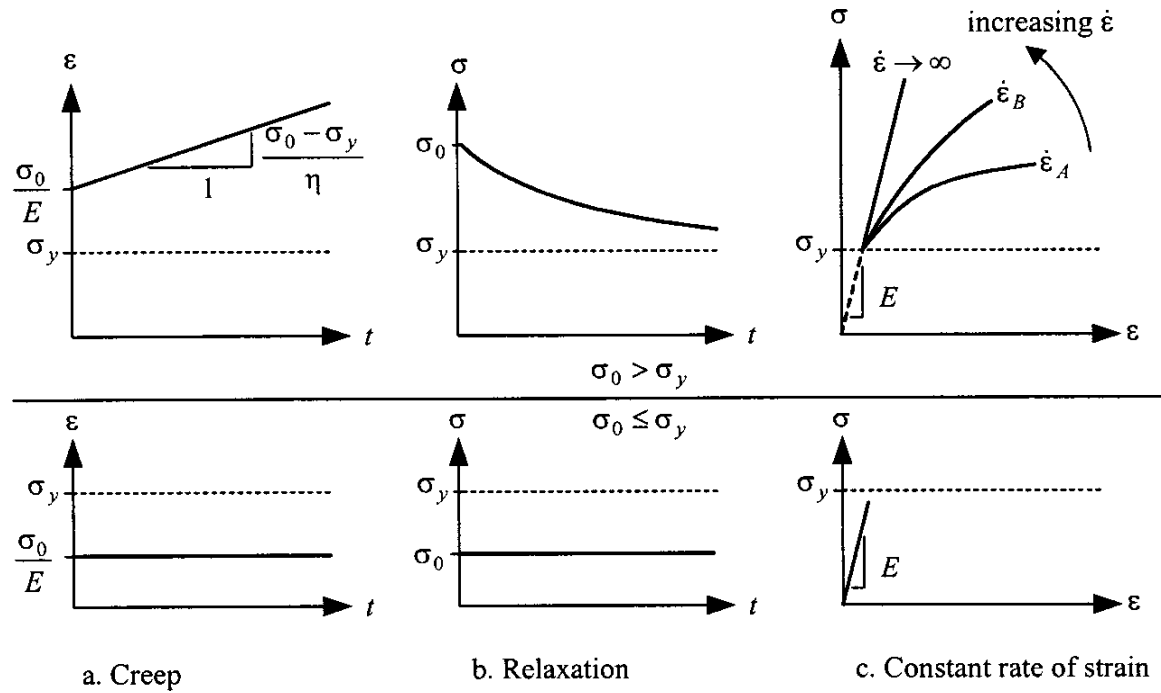 ε
σ₀ − σ_y
η
1
σ₀
E
σ_y
t
σ
σ₀
σ_y
t
σ
increasing ε̇
ε̇ → ∞
ε̇_B
ε̇_A
σ_y
E
ε
σ₀ > σ_y
σ₀ ≤ σ_y
ε
σ_y
σ₀
E
t
σ
σ_y
σ₀
t
σ
σ_y
E
ε
a. Creep
b. Relaxation
c. Constant rate of strain